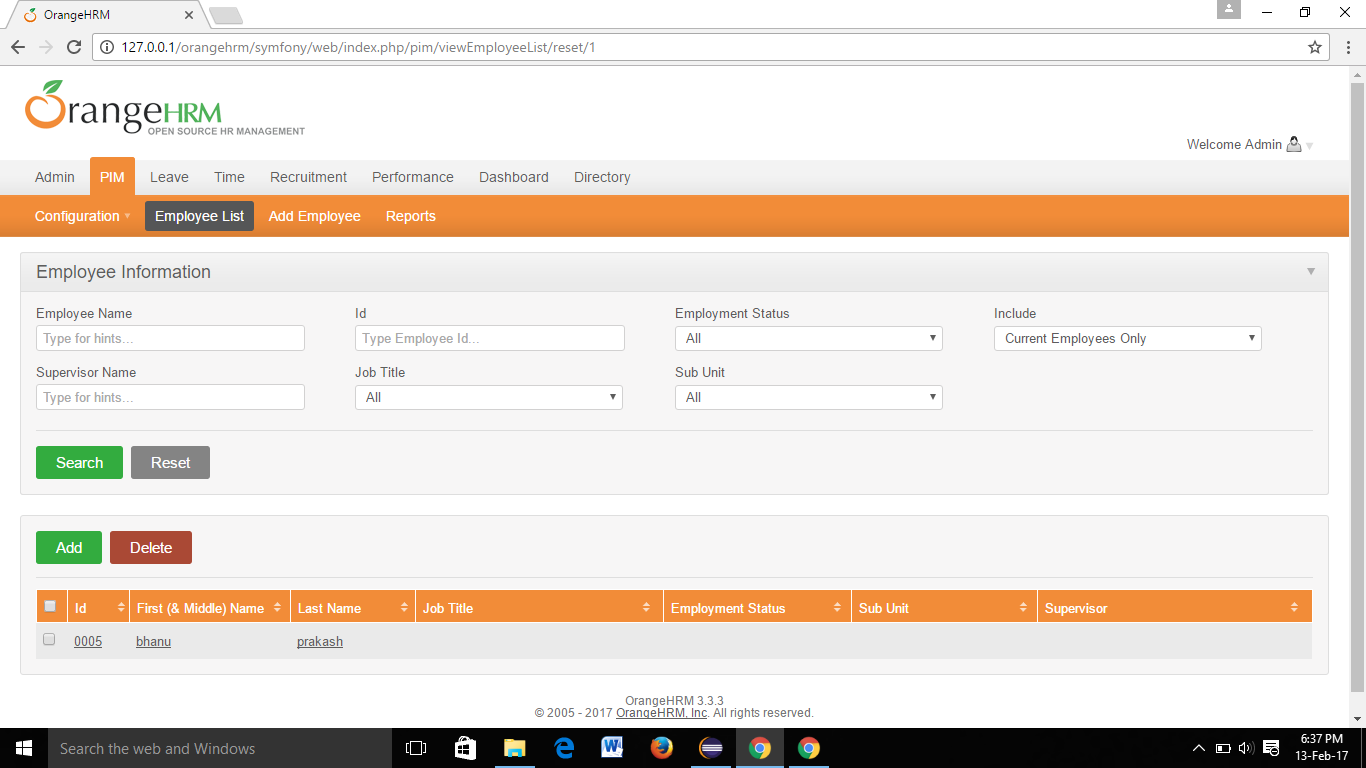 OrangeHRM
127.0.0.1/orangehrm/symfony/web/index.php/pim/viewEmployeeList/reset/1
OrangeHRM
OPEN SOURCE HR MANAGEMENT
Welcome Admin
Admin PIM Leave Time Recruitment Performance Dashboard Directory
Configuration Employee List Add Employee Reports
Employee Information
Employee Name Id Employment Status Include
Type for hints... Type Employee Id... All Current Employees Only
Supervisor Name Job Title Sub Unit
Type for hints... All All
Search Reset
Add Delete
Id First (& Middle) Name Last Name Job Title Employment Status Sub Unit Supervisor
0005 bhanu prakash
OrangeHRM 3.3.3
© 2005 - 2017 OrangeHRM, Inc. All rights reserved.
Search the web and Windows
6:37 PM
13-Feb-17